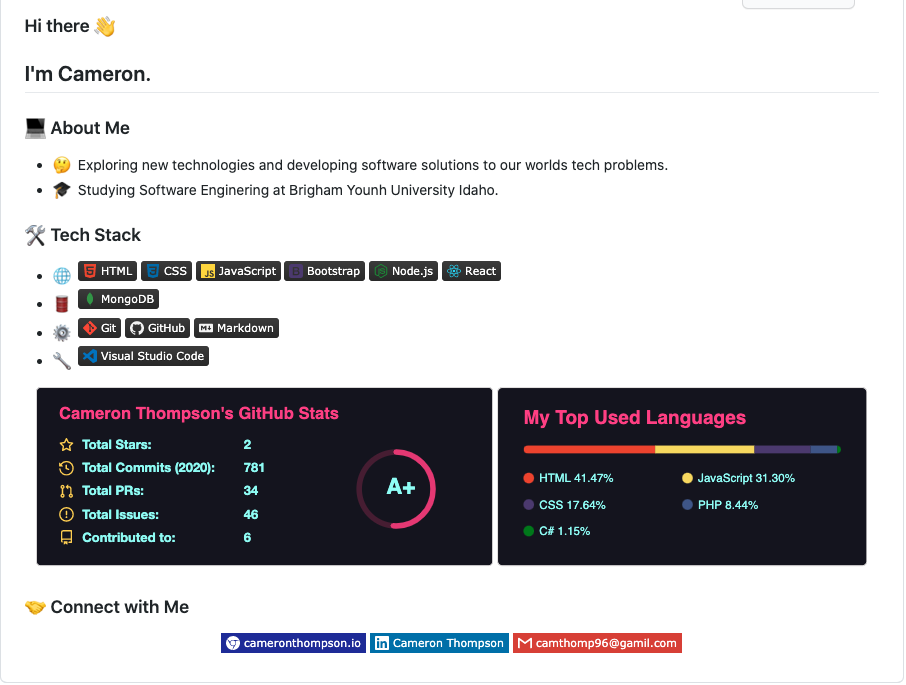 Hi there 👋
I'm Cameron.
💻 About Me
🤔 Exploring new technologies and developing software solutions to our worlds tech problems.
🎓 Studying Software Enginering at Brigham Younh University Idaho.
🛠 Tech Stack
🌐 HTML CSS JavaScript Bootstrap Node.js React
🛢 MongoDB
⚙️ Git GitHub Markdown
🔧 Visual Studio Code
Cameron Thompson's GitHub Stats
Total Stars: 2
Total Commits (2020): 781
Total PRs: 34
Total Issues: 46
Contributed to: 6
A+
My Top Used Languages
HTML 41.47% JavaScript 31.30%
CSS 17.64% PHP 8.44%
C# 1.15%
🤝 Connect with Me
cameronthompson.io Cameron Thompson camthomp96@gamil.com